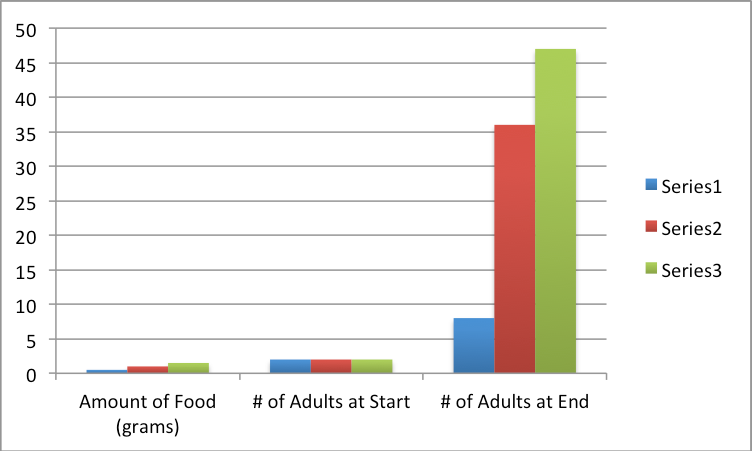 50
45
40
35
30
25
20
15
10
5
0
Amount of Food
(grams)
# of Adults at Start
# of Adults at End
Series1
Series2
Series3